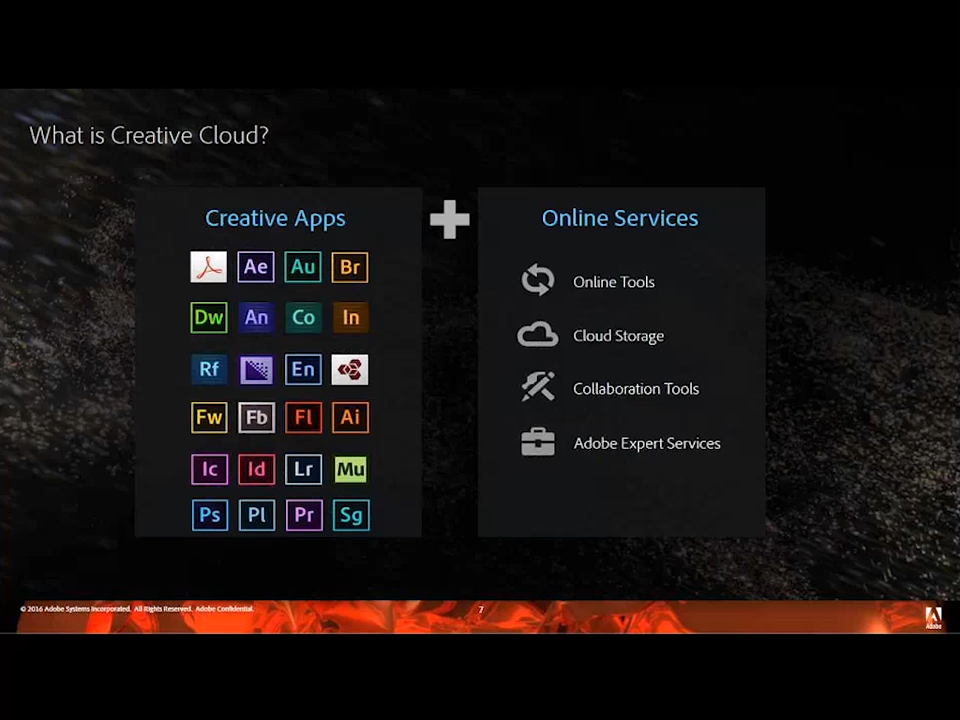 What is Creative Cloud?
Creative Apps
Ae Au Br
Dw An Co In
Rf En
Fw Fb Fl Ai
Ic Id Lr Mu
Ps Pl Pr Sg
Online Services
Online Tools
Cloud Storage
Collaboration Tools
Adobe Expert Services
© 2016 Adobe Systems Incorporated. All Rights Reserved. Adobe Confidential.
7
Adobe